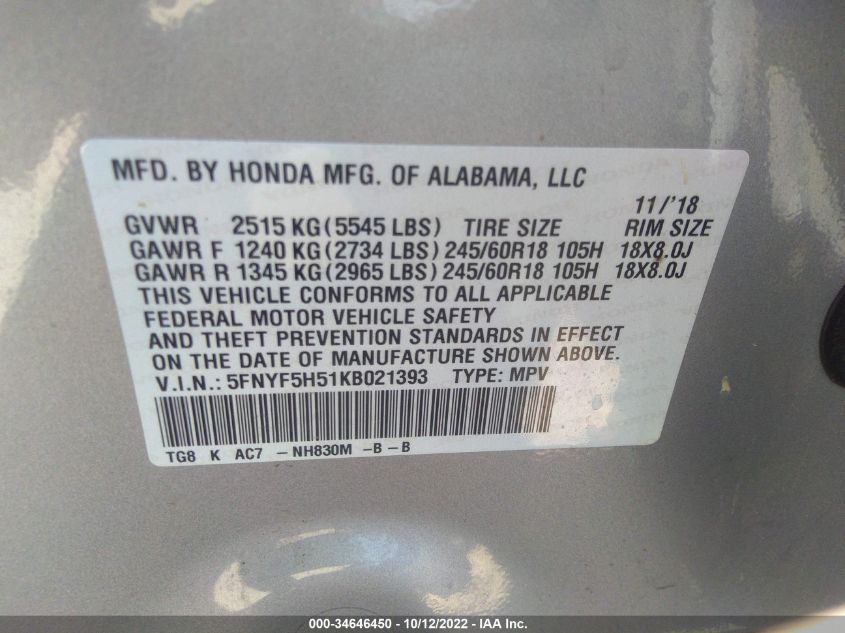 MFD. BY HONDA MFG. OF ALABAMA, LLC
11/'18
GVWR 2515 KG (5545 LBS) TIRE SIZE RIM SIZE
GAWR F 1240 KG (2734 LBS) 245/60R18 105H 18X8.0J
GAWR R 1345 KG (2965 LBS) 245/60R18 105H 18X8.0J
THIS VEHICLE CONFORMS TO ALL APPLICABLE
FEDERAL MOTOR VEHICLE SAFETY
AND THEFT PREVENTION STANDARDS IN EFFECT
ON THE DATE OF MANUFACTURE SHOWN ABOVE.
V.I.N.: 5FNYF5H51KB021393 TYPE: MPV
TG8 K AC7 -NH830M -B - B
000-34646450 - 10/12/2022 - IAA Inc.